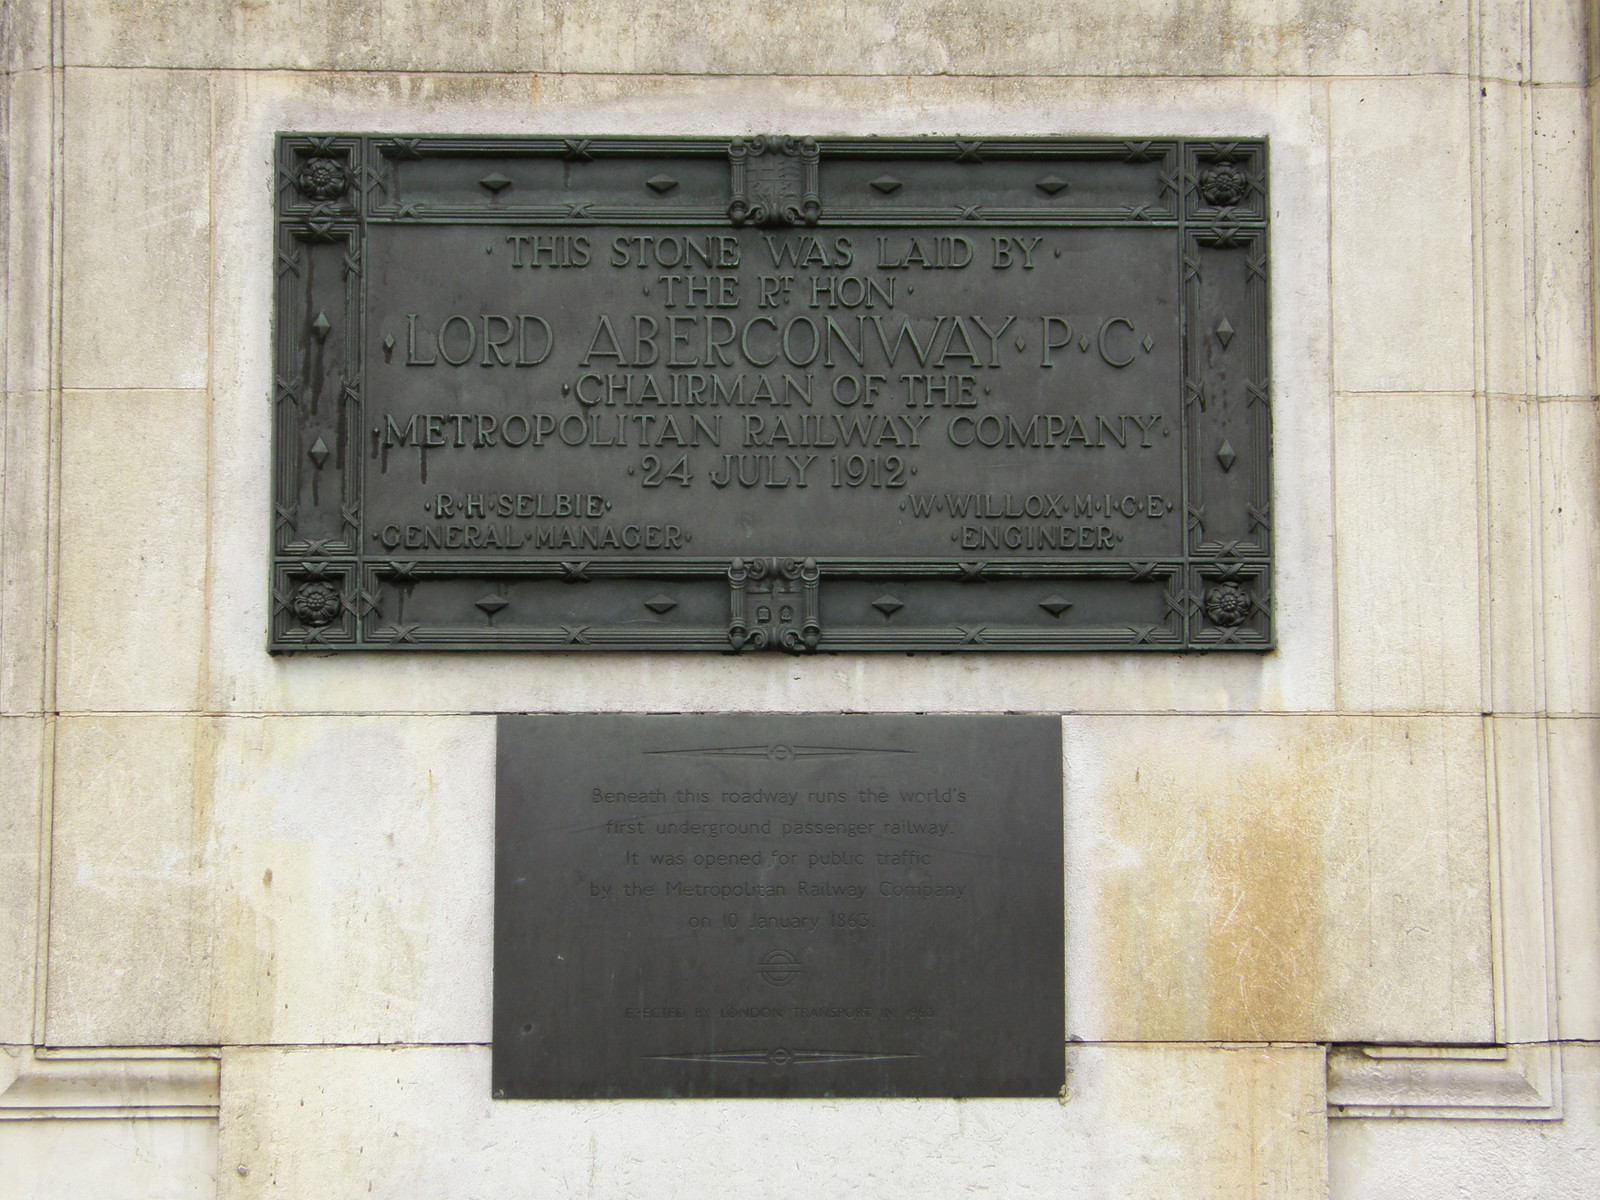 · THIS STONE WAS LAID BY ·
· THE RT HON ·
· LORD ABERCONWAY · P · C ·
· CHAIRMAN OF THE ·
· METROPOLITAN RAILWAY COMPANY ·
· 24 JULY 1912 ·
· R · H · SELBIE ·
· GENERAL · MANAGER ·
· W · WILLOX · M · I · C · E ·
· ENGINEER ·
Beneath this roadway runs the world's
first underground passenger railway.
It was opened for public traffic
by the Metropolitan Railway Company
on 10 January 1863.
ERECTED BY LONDON TRANSPORT IN 1963